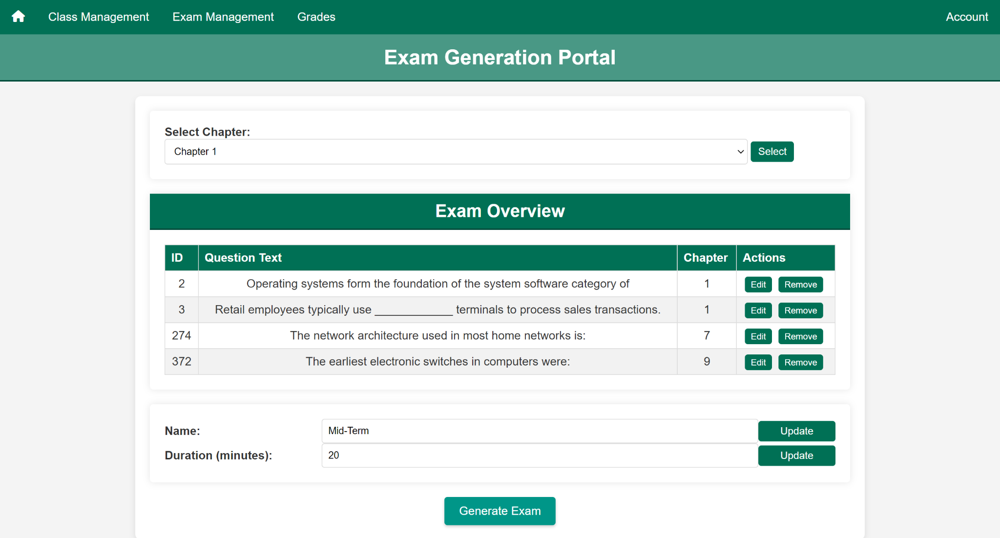 Class Management Exam Management Grades Account
Exam Generation Portal
Select Chapter:
Chapter 1 Select
Exam Overview
ID Question Text Chapter Actions
2 Operating systems form the foundation of the system software category of 1 Edit Remove
3 Retail employees typically use _____________ terminals to process sales transactions. 1 Edit Remove
274 The network architecture used in most home networks is: 7 Edit Remove
372 The earliest electronic switches in computers were: 9 Edit Remove
Name: Mid-Term Update
Duration (minutes): 20 Update
Generate Exam